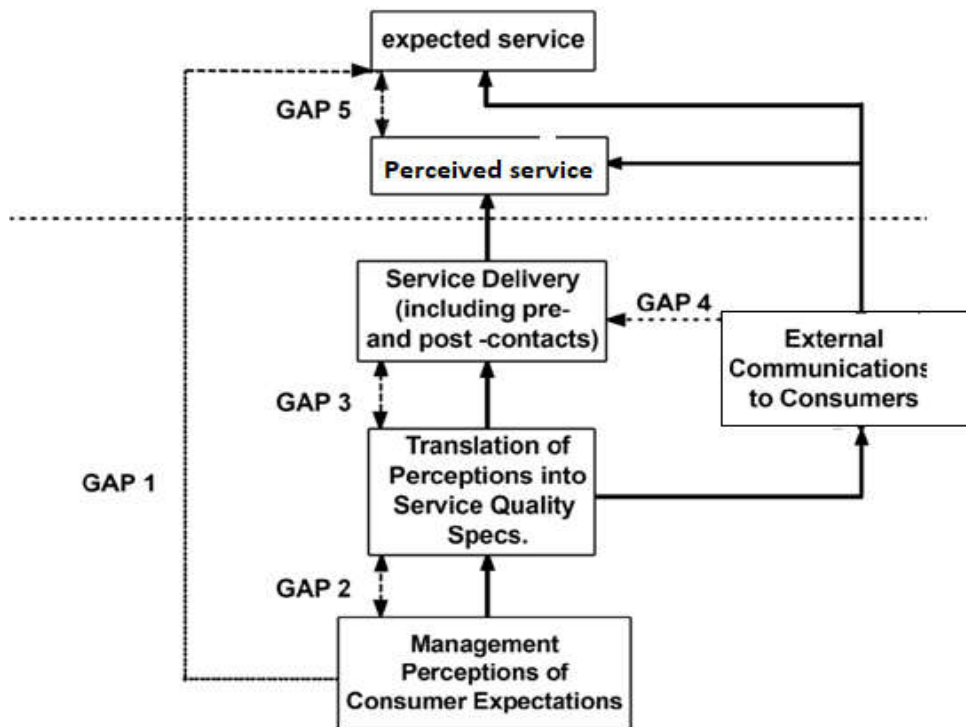 expected service
GAP 5
Perceived service
Service Delivery
(including pre-
and post -contacts)
GAP 4
External
Communications
to Consumers
GAP 3
Translation of
Perceptions into
Service Quality
Specs.
GAP 1
GAP 2
Management
Perceptions of
Consumer Expectations